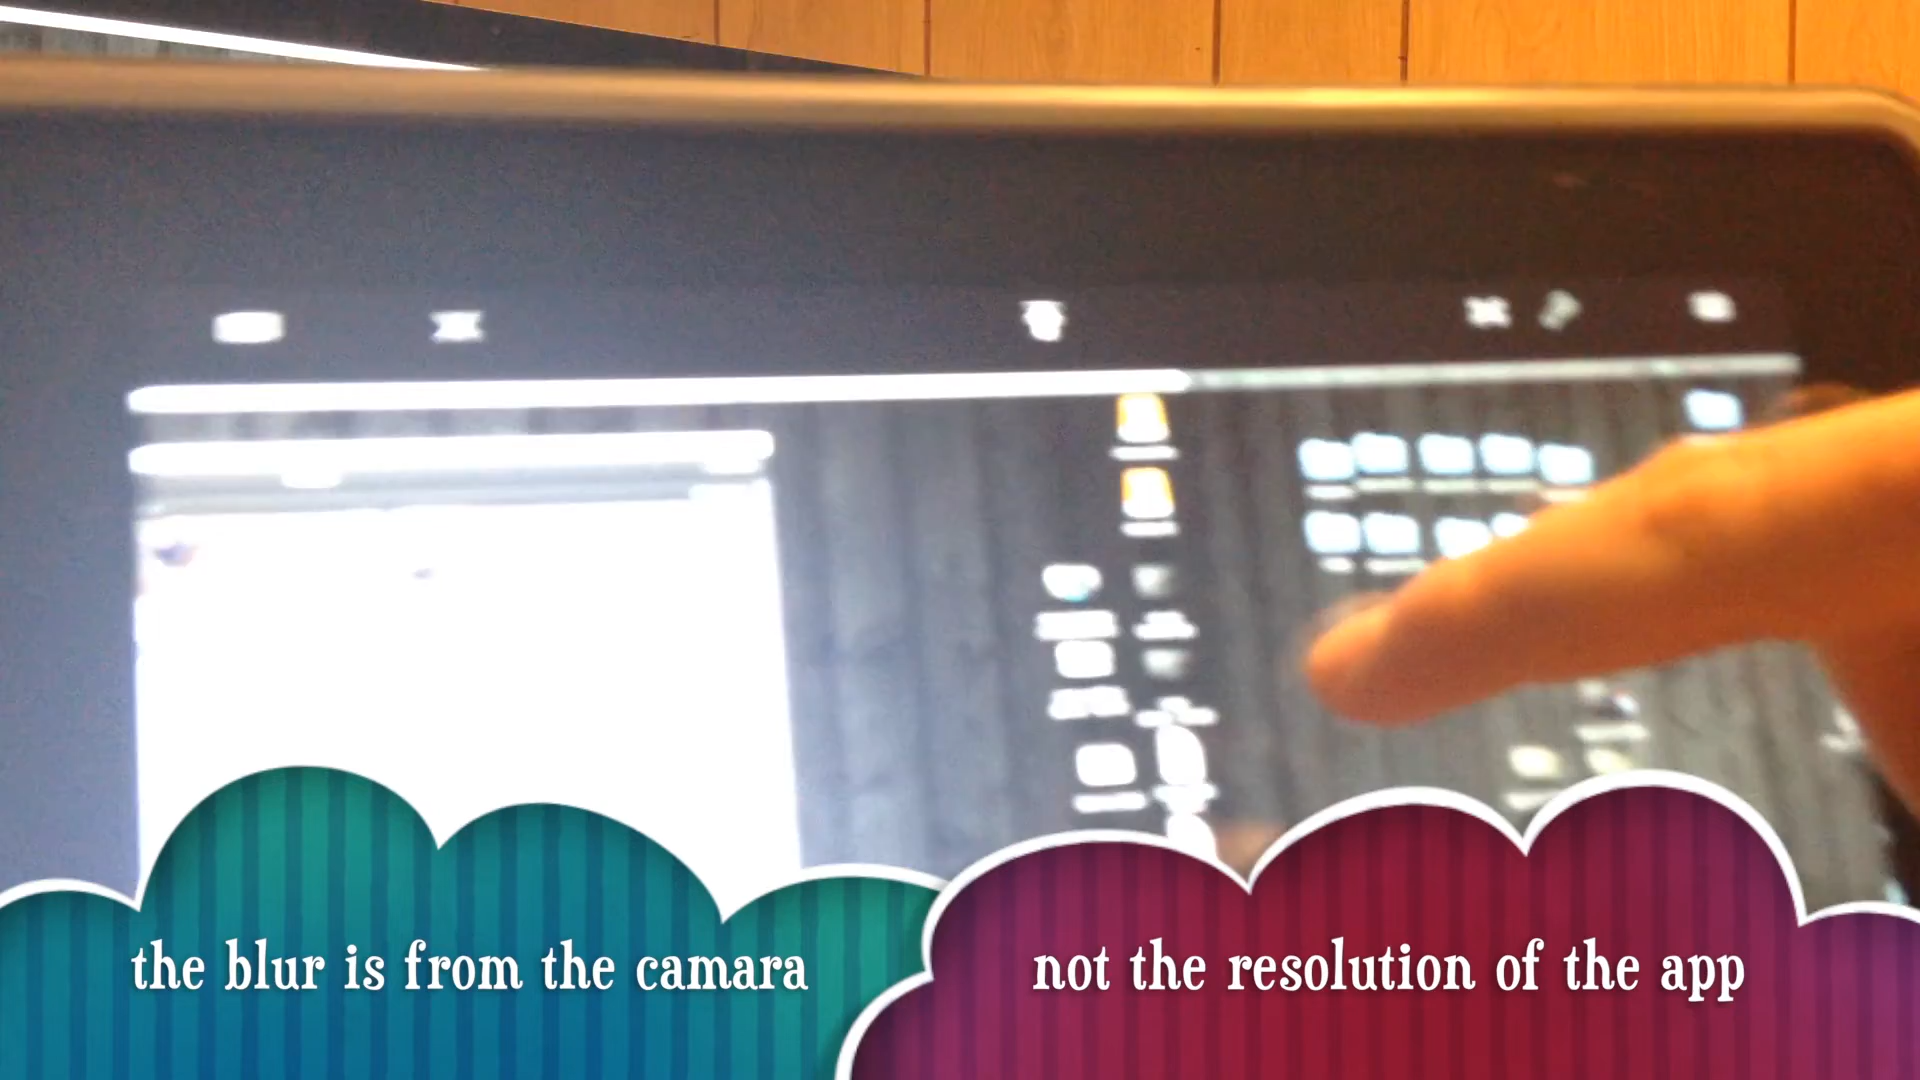 the blur is from the camara
not the resolution of the app